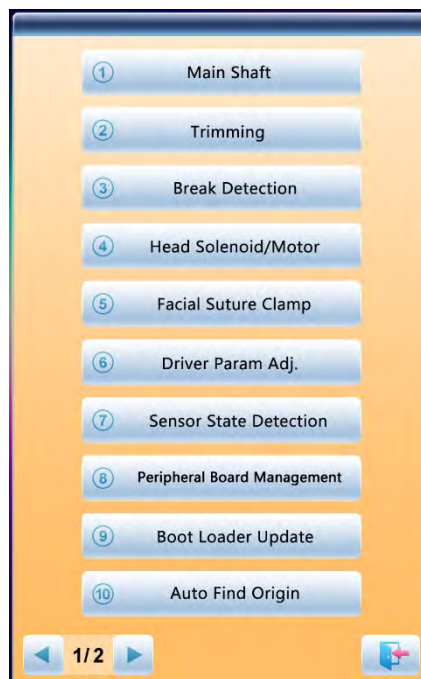 ① Main Shaft
② Trimming
③ Break Detection
④ Head Solenoid/Motor
⑤ Facial Suture Clamp
⑥ Driver Param Adj.
⑦ Sensor State Detection
⑧ Peripheral Board Management
⑨ Boot Loader Update
⑩ Auto Find Origin
1/2